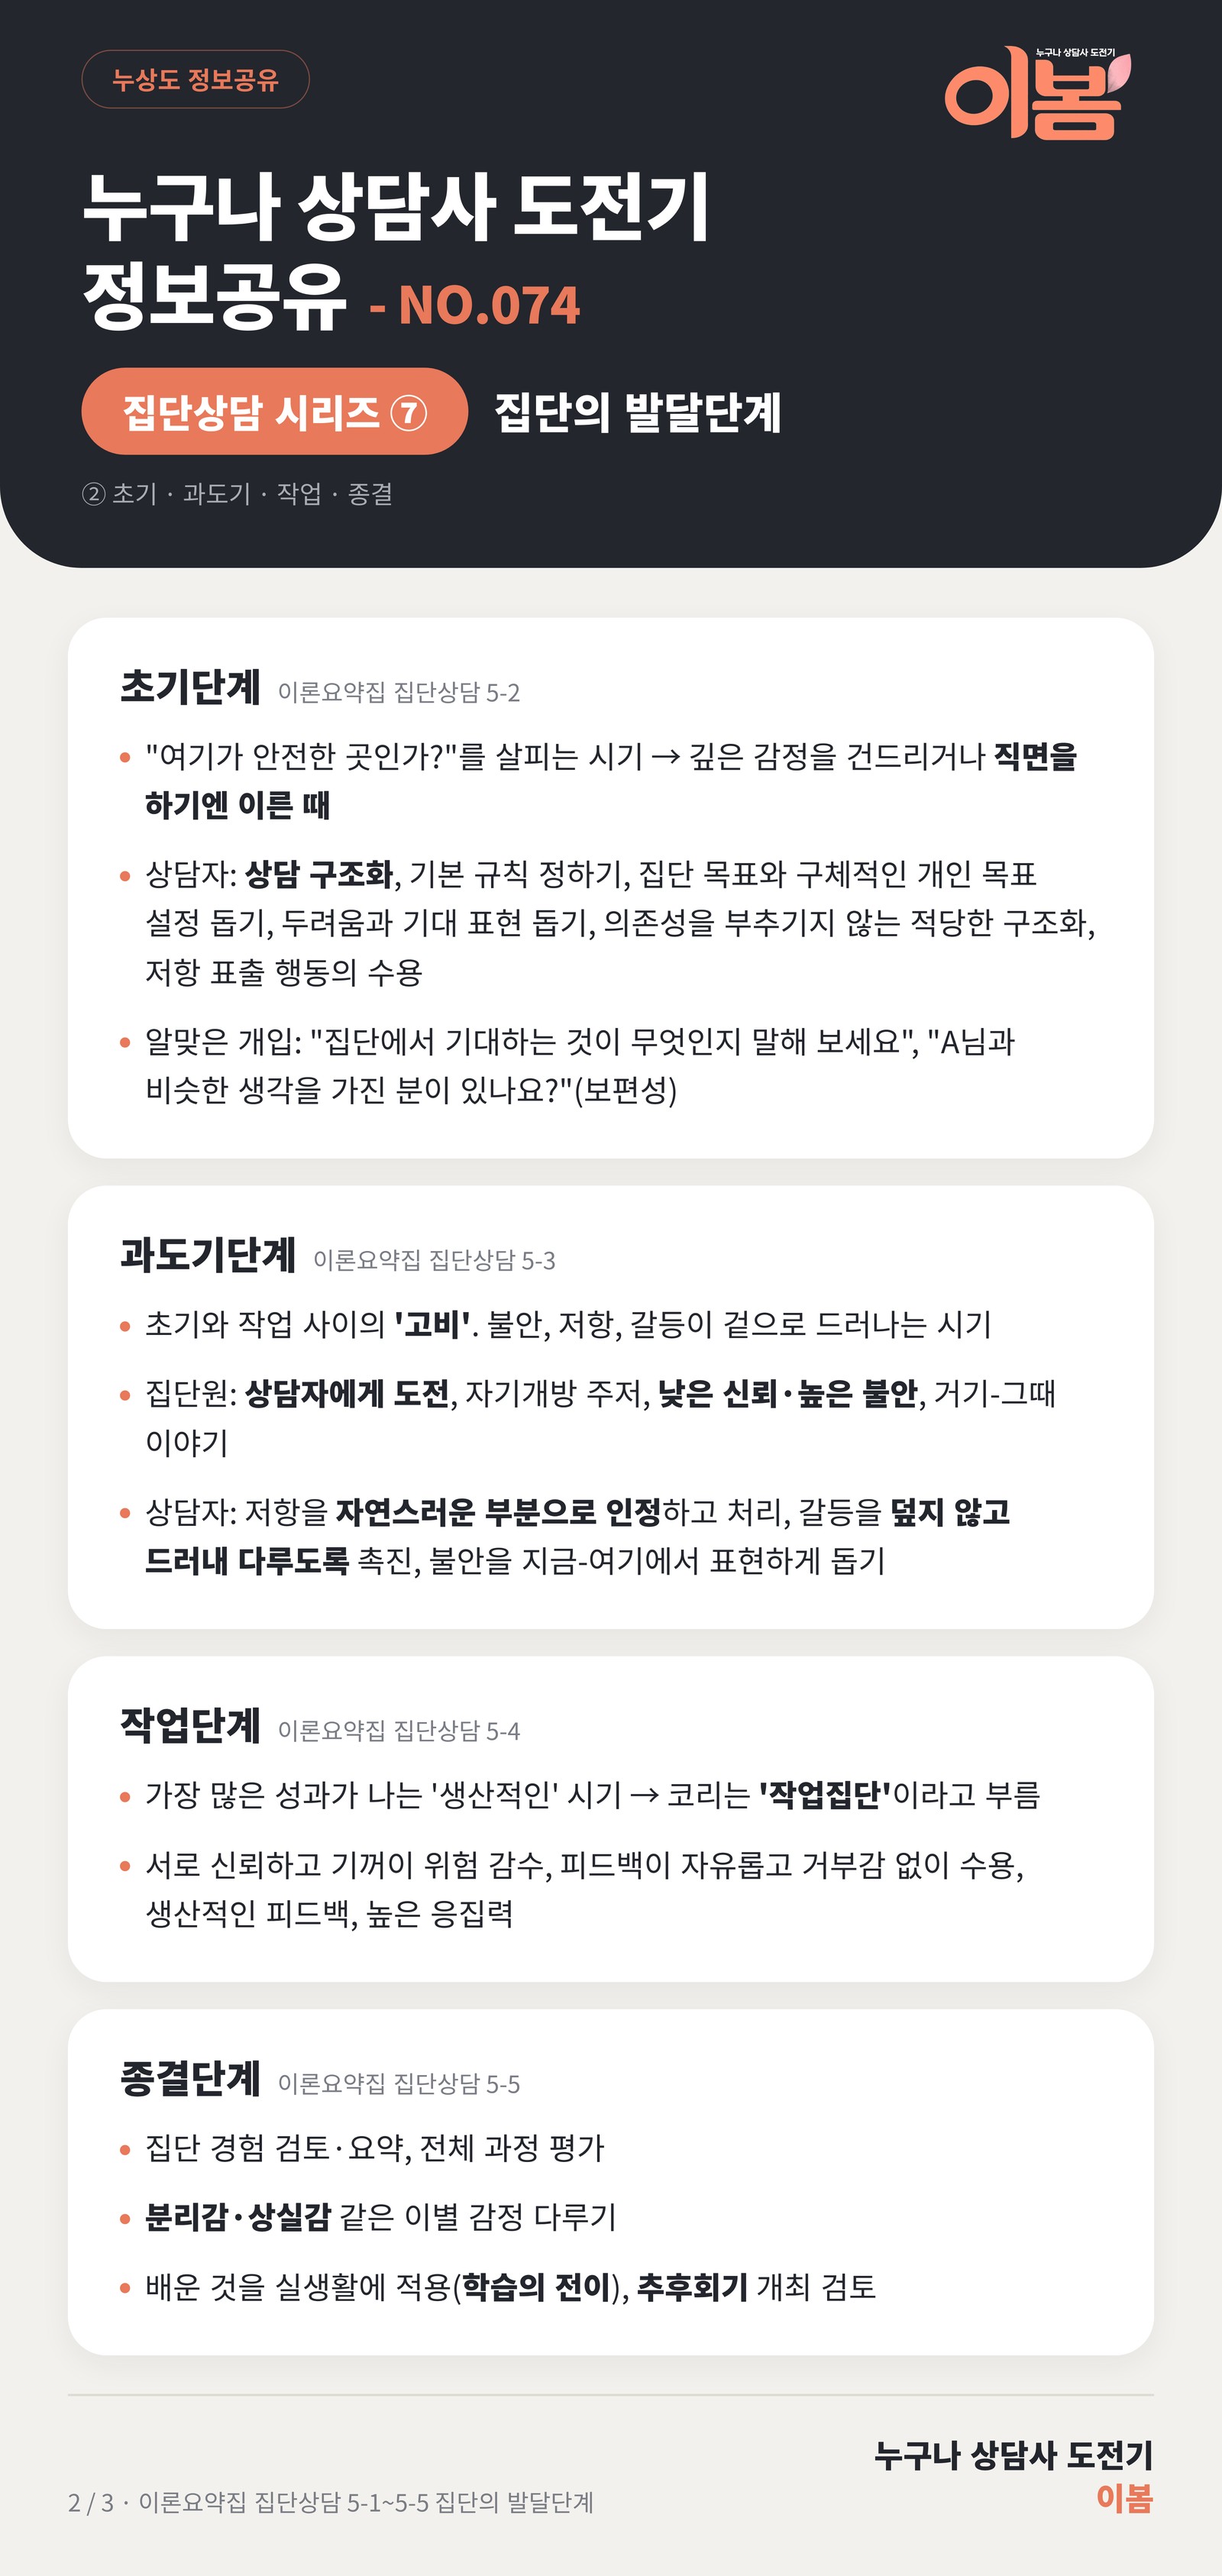 누상도 정보공유
누구나 상담사 도전기
이봄
누구나 상담사 도전기
정보공유 - NO.074
집단상담 시리즈 ⑦ 집단의 발달단계
② 초기 · 과도기 · 작업 · 종결
초기단계 이론요약집 집단상담 5-2
• "여기가 안전한 곳인가?"를 살피는 시기 → 깊은 감정을 건드리거나 직면을
하기엔 이른 때
• 상담자: 상담 구조화, 기본 규칙 정하기, 집단 목표와 구체적인 개인 목표
설정 돕기, 두려움과 기대 표현 돕기, 의존성을 부추기지 않는 적당한 구조화,
저항 표출 행동의 수용
• 알맞은 개입: "집단에서 기대하는 것이 무엇인지 말해 보세요", "A님과
비슷한 생각을 가진 분이 있나요?"(보편성)
과도기단계 이론요약집 집단상담 5-3
• 초기와 작업 사이의 '고비'. 불안, 저항, 갈등이 겉으로 드러나는 시기
• 집단원: 상담자에게 도전, 자기개방 주저, 낮은 신뢰·높은 불안, 거기-그때
이야기
• 상담자: 저항을 자연스러운 부분으로 인정하고 처리, 갈등을 덮지 않고
드러내 다루도록 촉진, 불안을 지금-여기에서 표현하게 돕기
작업단계 이론요약집 집단상담 5-4
• 가장 많은 성과가 나는 '생산적인' 시기 → 코리는 '작업집단'이라고 부름
• 서로 신뢰하고 기꺼이 위험 감수, 피드백이 자유롭고 거부감 없이 수용,
생산적인 피드백, 높은 응집력
종결단계 이론요약집 집단상담 5-5
• 집단 경험 검토·요약, 전체 과정 평가
• 분리감·상실감 같은 이별 감정 다루기
• 배운 것을 실생활에 적용(학습의 전이), 추후회기 개최 검토
누구나 상담사 도전기
2 / 3 · 이론요약집 집단상담 5-1~5-5 집단의 발달단계
이봄